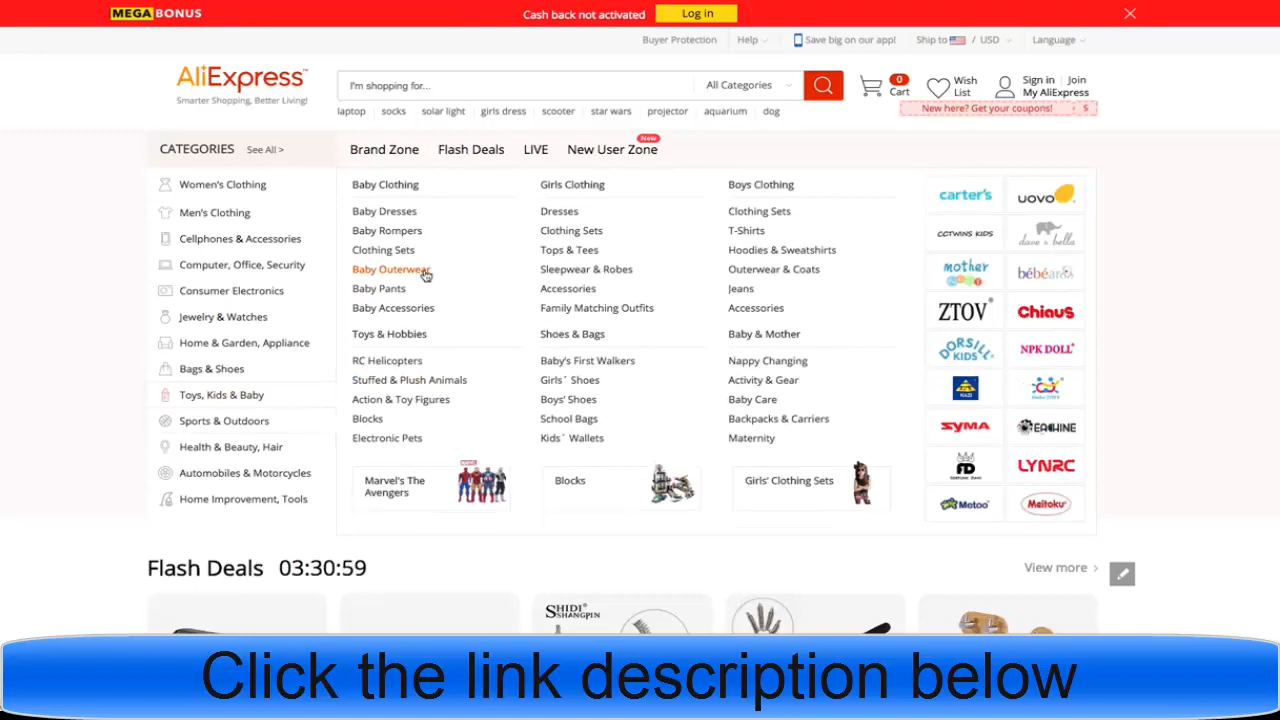 MEGA BONUS
Cash back not activated
Log in
Buyer Protection
Help
Save big on our app!
Ship to / USD
Language
AliExpress™
Smarter Shopping, Better Living!
I'm shopping for...
All Categories
0
Cart
Wish
List
Sign in Join
My AliExpress
New here? Get your coupons! $
laptop socks solar light girls dress scooter star wars projector aquarium dog
CATEGORIES See All >
Brand Zone
Flash Deals
LIVE
New User Zone
New
Women's Clothing
Men's Clothing
Cellphones & Accessories
Computer, Office, Security
Consumer Electronics
Jewelry & Watches
Home & Garden, Appliance
Bags & Shoes
Toys, Kids & Baby
Sports & Outdoors
Health & Beauty, Hair
Automobiles & Motorcycles
Home Improvement, Tools
Baby Clothing
Baby Dresses
Baby Rompers
Clothing Sets
Baby Outerwear
Baby Pants
Baby Accessories
Toys & Hobbies
RC Helicopters
Stuffed & Plush Animals
Action & Toy Figures
Blocks
Electronic Pets
Girls Clothing
Dresses
Clothing Sets
Tops & Tees
Sleepwear & Robes
Accessories
Family Matching Outfits
Shoes & Bags
Baby's First Walkers
Girls´ Shoes
Boys' Shoes
School Bags
Kids´ Wallets
Boys Clothing
Clothing Sets
T-Shirts
Hoodies & Sweatshirts
Outerwear & Coats
Jeans
Accessories
Baby & Mother
Nappy Changing
Activity & Gear
Baby Care
Backpacks & Carriers
Maternity
MARVEL
Marvel's The
Avengers
Blocks
Girls' Clothing Sets
carter's
UOVO
CCTWINS KIDS
dave & bella
mother
ZTOV®
Chiaus
DORSILL KIDS
NPK DOLL
SYMA
EACHINE
FD
LYNRC
Metoo
Meitoku
Flash Deals 03:30:59
View more >
SHIDI®
SHANGPIN
Click the link description below